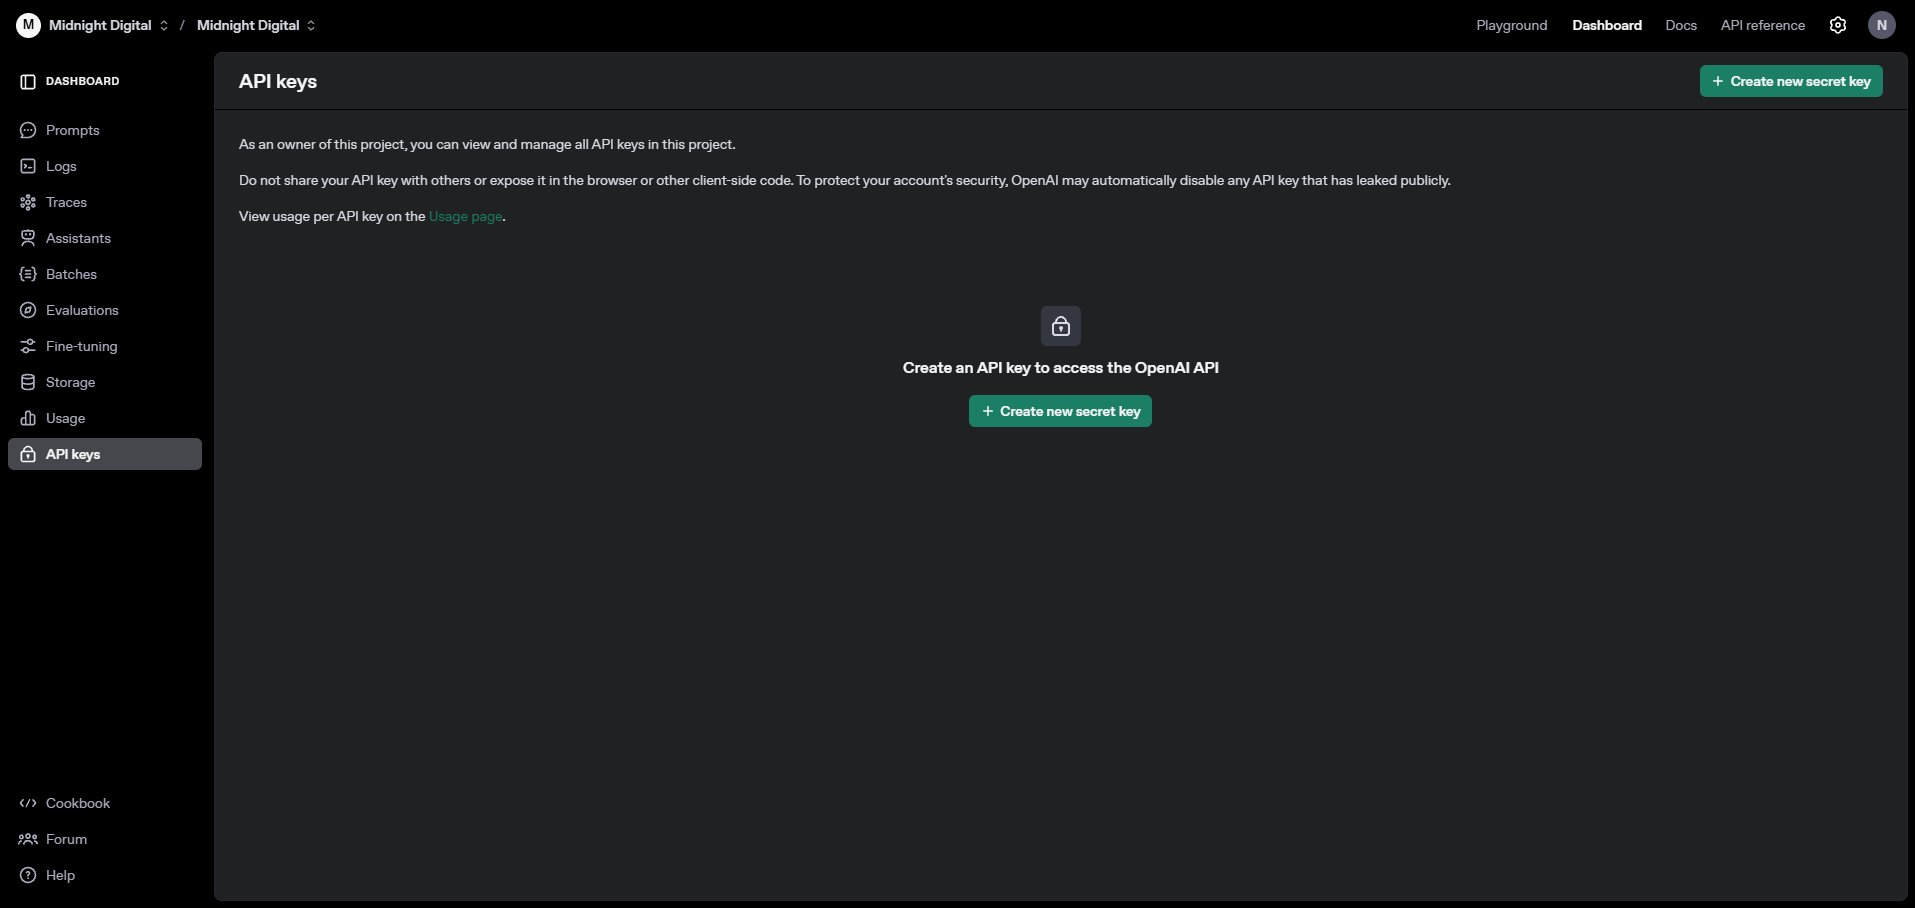 M Midnight Digital / Midnight Digital
Playground Dashboard Docs API reference N
DASHBOARD
Prompts
Logs
Traces
Assistants
Batches
Evaluations
Fine-tuning
Storage
Usage
API keys
Cookbook
Forum
Help
API keys
+ Create new secret key
As an owner of this project, you can view and manage all API keys in this project.
Do not share your API key with others or expose it in the browser or other client-side code. To protect your account's security, OpenAI may automatically disable any API key that has leaked publicly.
View usage per API key on the Usage page.
Create an API key to access the OpenAI API
+ Create new secret key